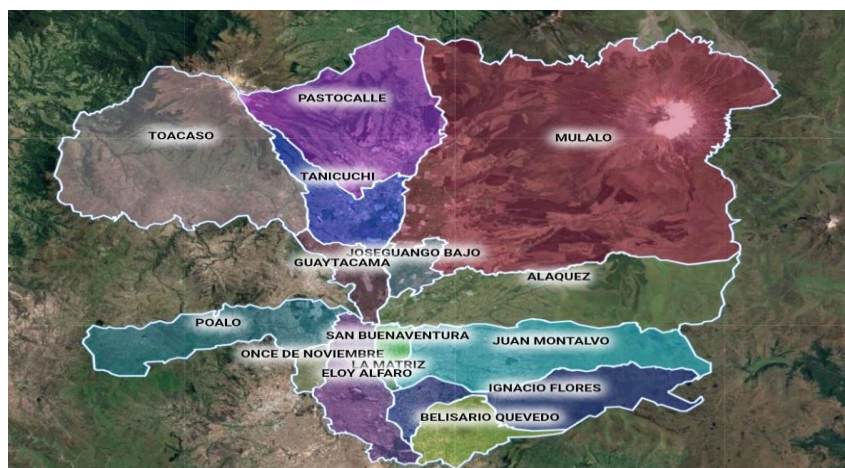 PASTOCALLE
TOACASO
MULALO
TANICUCHI
JOSEGUANGO BAJO
GUAYTACAMA
ALAQUEZ
POALO
SAN BUENAVENTURA
JUAN MONTALVO
ONCE DE NOVIEMBRE
LA MATRIZ
ELOY ALFARO
IGNACIO FLORES
BELISARIO QUEVEDO